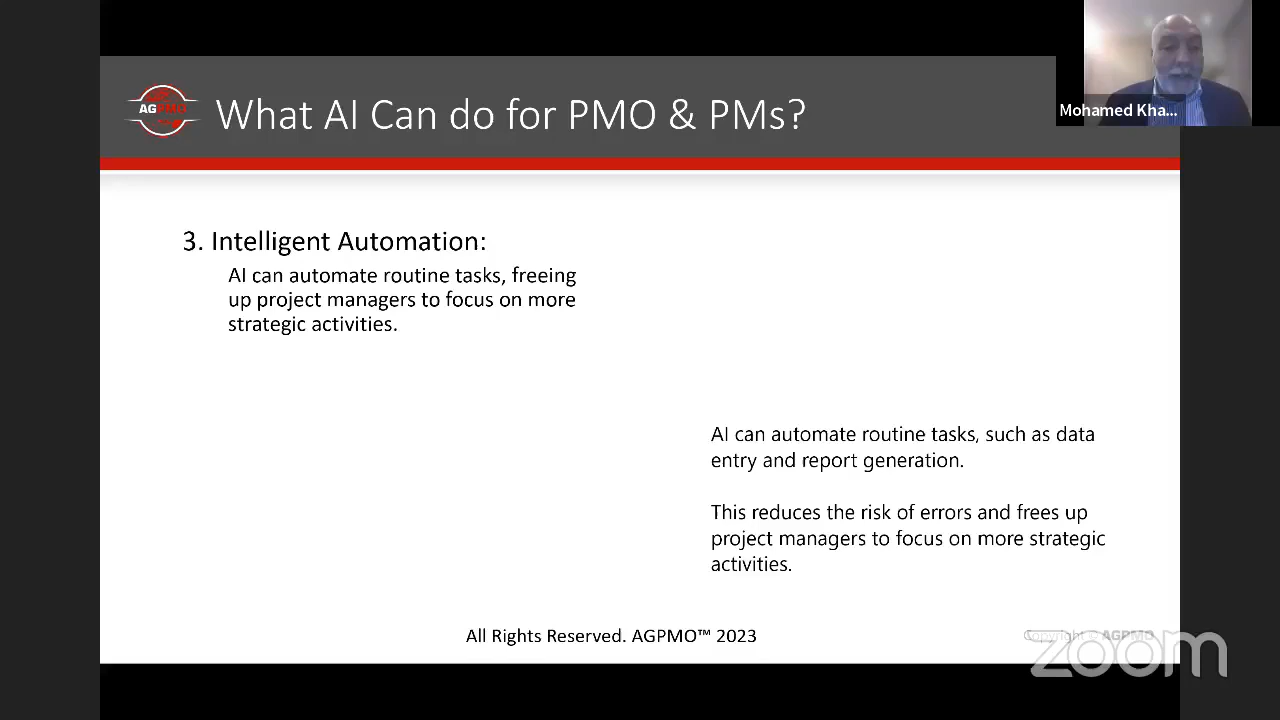 AGPMO
What AI Can do for PMO & PMs?
Mohamed Kha...
3. Intelligent Automation:
AI can automate routine tasks, freeing
up project managers to focus on more
strategic activities.
AI can automate routine tasks, such as data
entry and report generation.
This reduces the risk of errors and frees up
project managers to focus on more strategic
activities.
All Rights Reserved. AGPMO™ 2023
Copyright © AGPMO
zoom